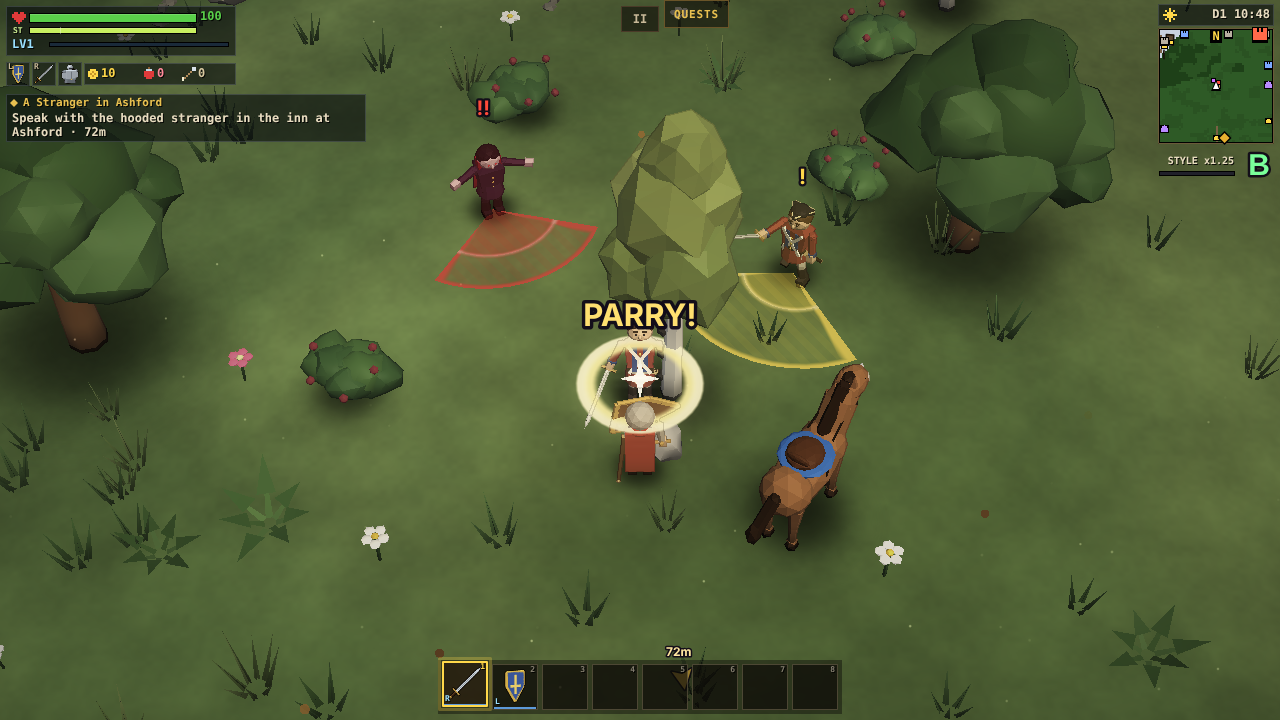 100
ST
LV1
L
R
10
0
0
◆ A Stranger in Ashford
Speak with the hooded stranger in the inn at
Ashford · 72m
II
QUESTS
D1 10:48
N
STYLE x1.25
B
!!
!
PARRY!
72m
1
R
2
L
3
4
5
6
7
8